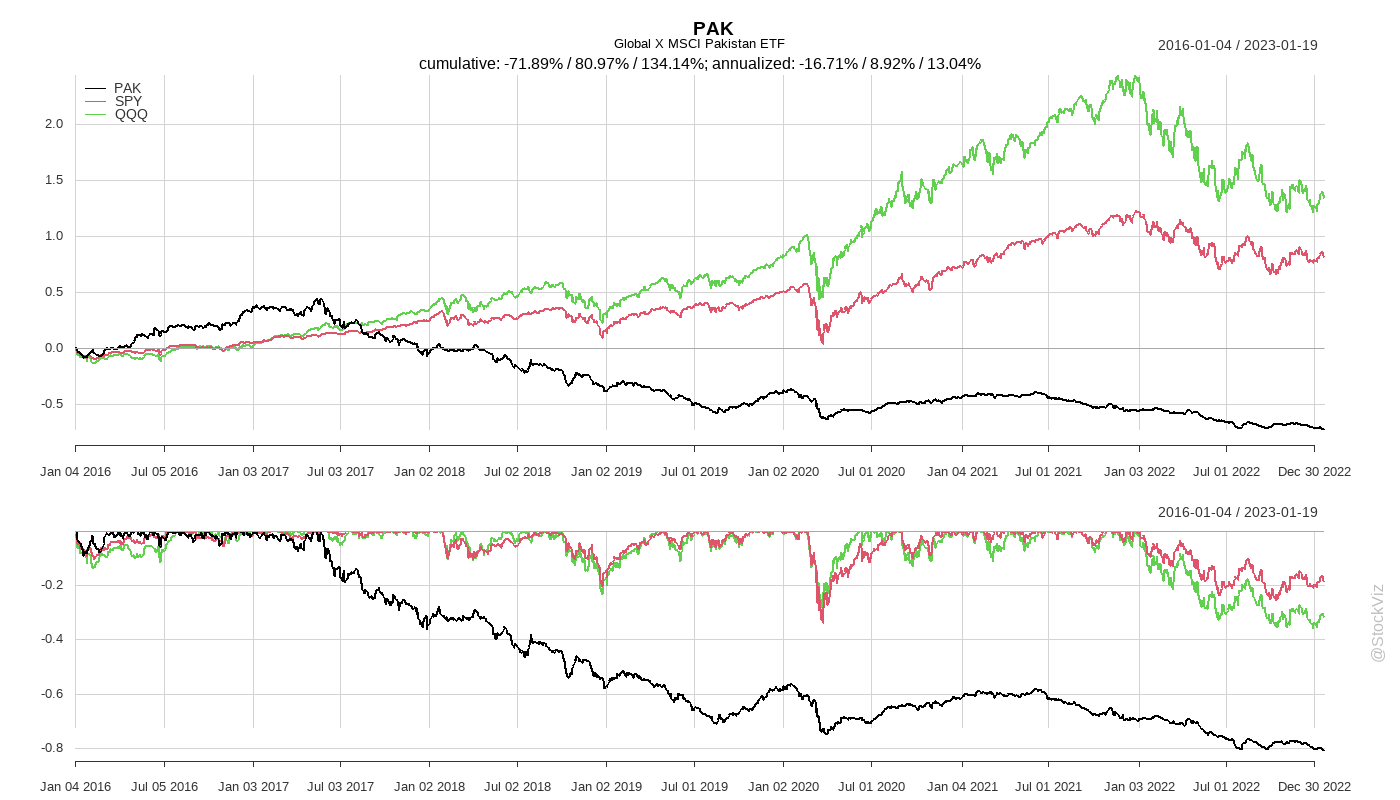 PAK
Global X MSCI Pakistan ETF
2016-01-04 / 2023-01-19
cumulative: -71.89% / 80.97% / 134.14%; annualized: -16.71% / 8.92% / 13.04%
PAK
SPY
QQQ
2.0
1.5
1.0
0.5
0.0
-0.5
Jan 04 2016 Jul 05 2016 Jan 03 2017 Jul 03 2017 Jan 02 2018 Jul 02 2018 Jan 02 2019 Jul 01 2019 Jan 02 2020 Jul 01 2020 Jan 04 2021 Jul 01 2021 Jan 03 2022 Jul 01 2022 Dec 30 2022
2016-01-04 / 2023-01-19
-0.2
-0.4
-0.6
-0.8
Jan 04 2016 Jul 05 2016 Jan 03 2017 Jul 03 2017 Jan 02 2018 Jul 02 2018 Jan 02 2019 Jul 01 2019 Jan 02 2020 Jul 01 2020 Jan 04 2021 Jul 01 2021 Jan 03 2022 Jul 01 2022 Dec 30 2022
@StockViz